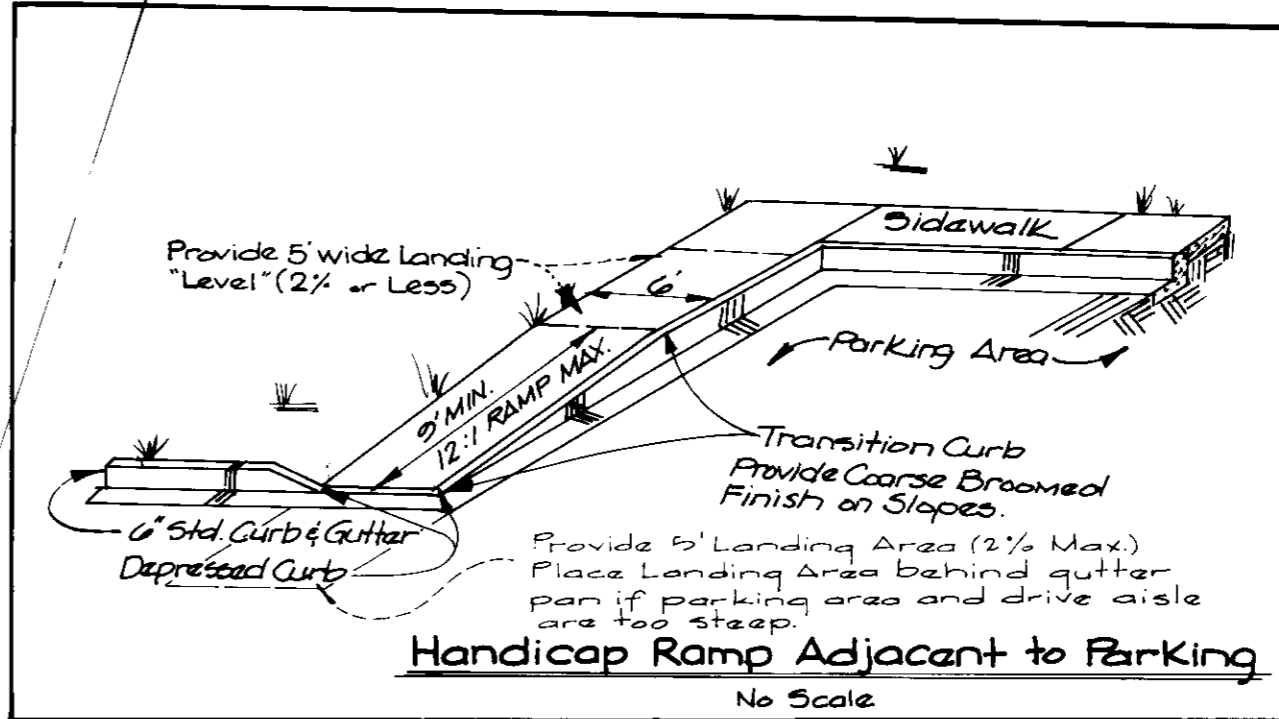 Sidewalk
Provide 5' wide Landing
"Level" (2% or Less)
6'
Parking Area
9' MIN.
12:1 RAMP MAX.
Transition Curb
Provide Coarse Broomed
Finish on Slopes.
6" Std. Curb & Gutter
Depressed Curb
Provide 5' Landing Area (2% Max.)
Place Landing Area behind gutter
pan if parking area and drive aisle
are too steep.
Handicap Ramp Adjacent to Parking
No Scale